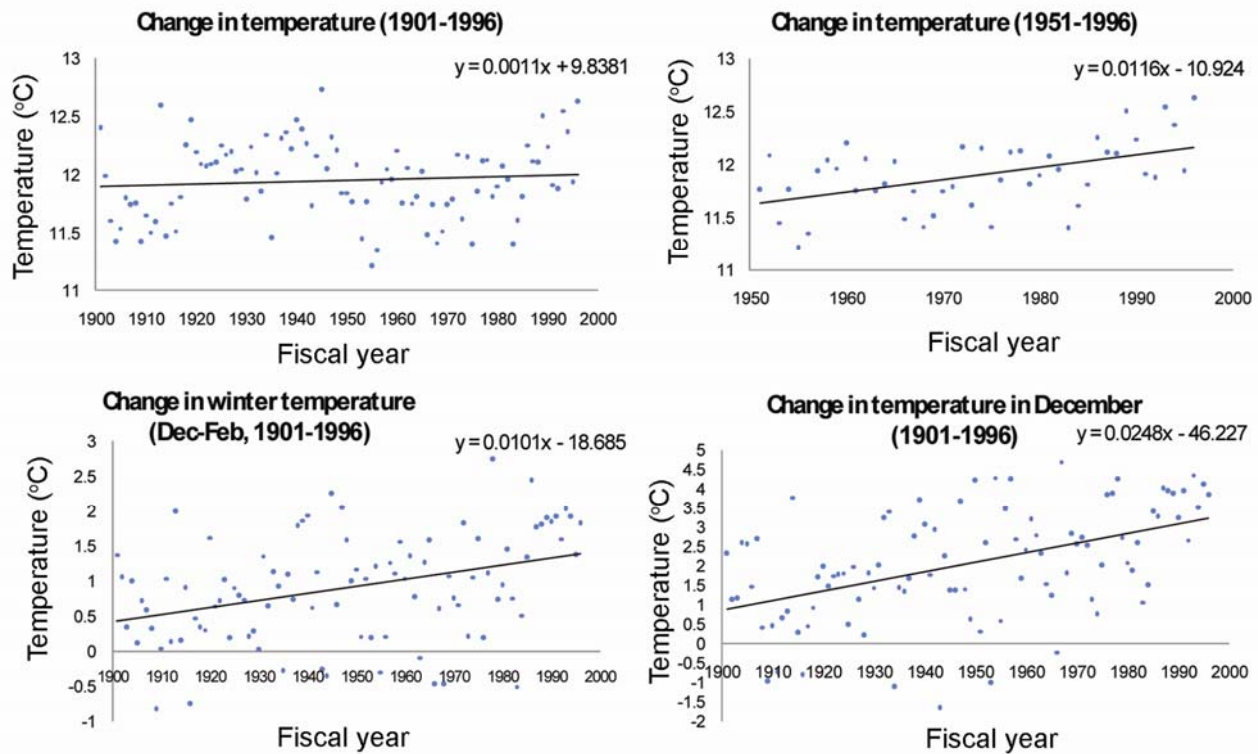 Change in temperature (1901-1996)
y = 0.0011x + 9.8381
Temperature (°C)
13
12.5
12
11.5
11
1900 1910 1920 1930 1940 1950 1960 1970 1980 1990 2000
Fiscal year
Change in temperature (1951-1996)
y = 0.0116x - 10.924
Temperature (°C)
13
12.5
12
11.5
11
1950 1960 1970 1980 1990 2000
Fiscal year
Change in winter temperature
(Dec-Feb, 1901-1996)
y = 0.0101x - 18.685
Temperature (°C)
3
2.5
2
1.5
1
0.5
0
-0.5
-1
1900 1910 1920 1930 1940 1950 1960 1970 1980 1990 2000
Fiscal year
Change in temperature in December
(1901-1996)
y = 0.0248x - 46.227
Temperature (°C)
5
4.5
4
3.5
3
2.5
2
1.5
1
0.5
0
-0.5
-1
-1.5
-2
1900 1910 1920 1930 1940 1950 1960 1970 1980 1990 2000
Fiscal year